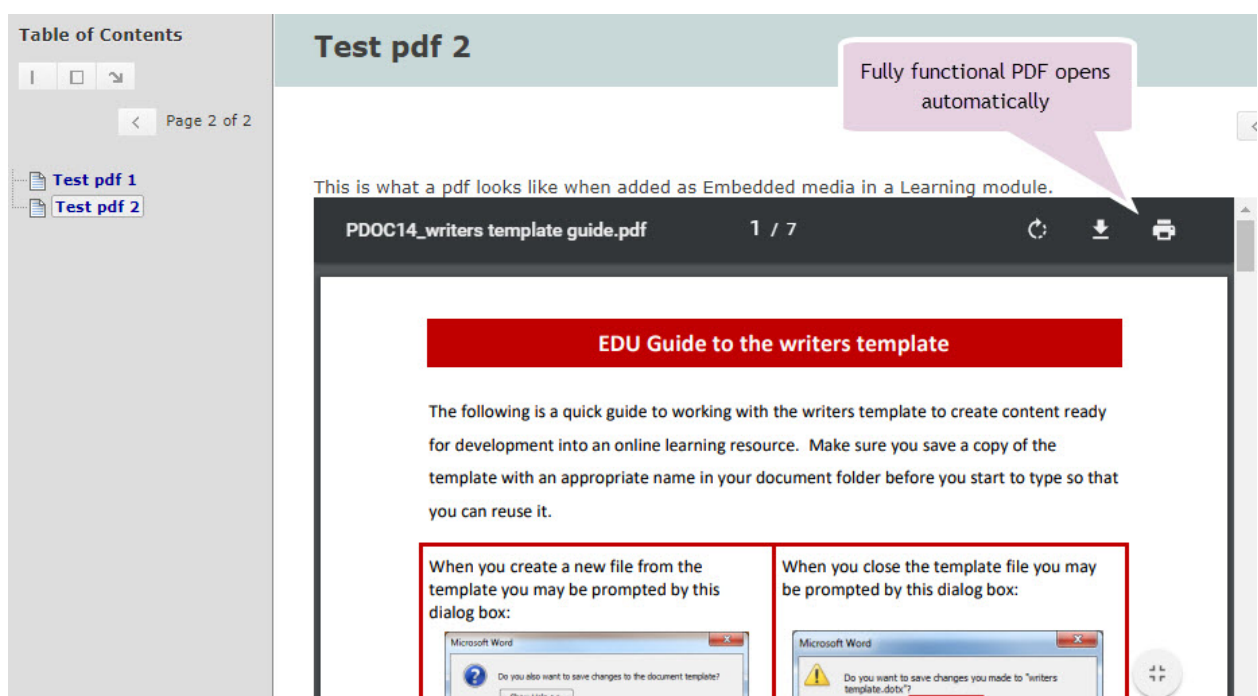 Table of Contents
Page 2 of 2
Test pdf 1
Test pdf 2
Test pdf 2
Fully functional PDF opens
automatically
This is what a pdf looks like when added as Embedded media in a Learning module.
PDOC14_writers template guide.pdf
1 / 7
EDU Guide to the writers template
The following is a quick guide to working with the writers template to create content ready
for development into an online learning resource. Make sure you save a copy of the
template with an appropriate name in your document folder before you start to type so that
you can reuse it.
When you create a new file from the
template you may be prompted by this
dialog box:
Microsoft Word
Do you also want to save changes to the document template?
When you close the template file you may
be prompted by this dialog box:
Microsoft Word
Do you want to save changes you made to "writers
template.dotx"?